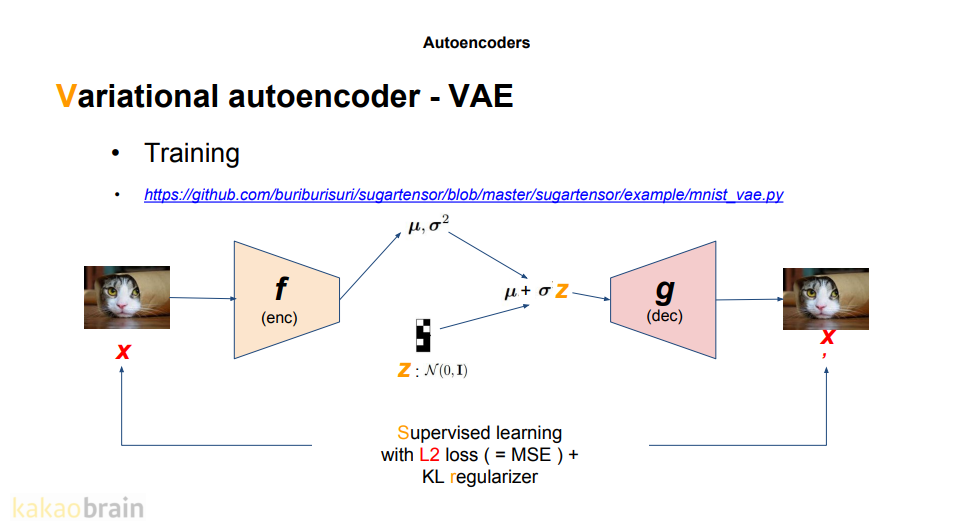 Autoencoders
Variational autoencoder - VAE
• Training
• https://github.com/buriburisuri/sugartensor/blob/master/sugartensor/example/mnist_vae.py
μ, σ²
f
(enc)
μ + σ z
g
(dec)
x
z : N(0, I)
x
,
Supervised learning
with L2 loss ( = MSE ) +
KL regularizer
kakaobrain